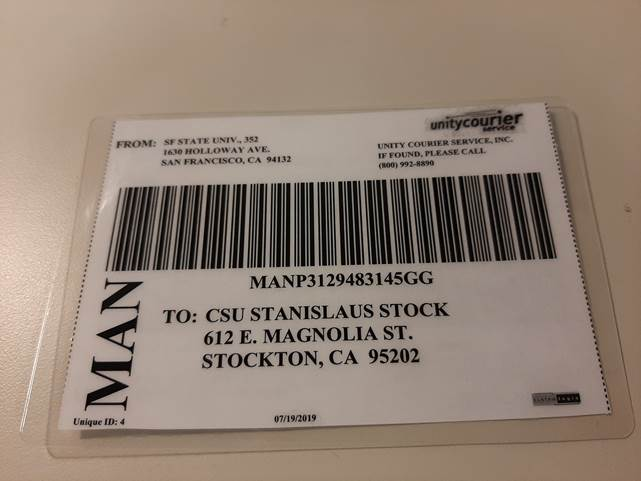 unitycourier
service
FROM: SF STATE UNIV., 352
1630 HOLLOWAY AVE.
SAN FRANCISCO, CA 94132
UNITY COURIER SERVICE, INC.
IF FOUND, PLEASE CALL
(800) 992-8890
MANP3129483145GG
MAN
TO: CSU STANISLAUS STOCK
612 E. MAGNOLIA ST.
STOCKTON, CA 95202
Unique ID: 4
07/19/2019